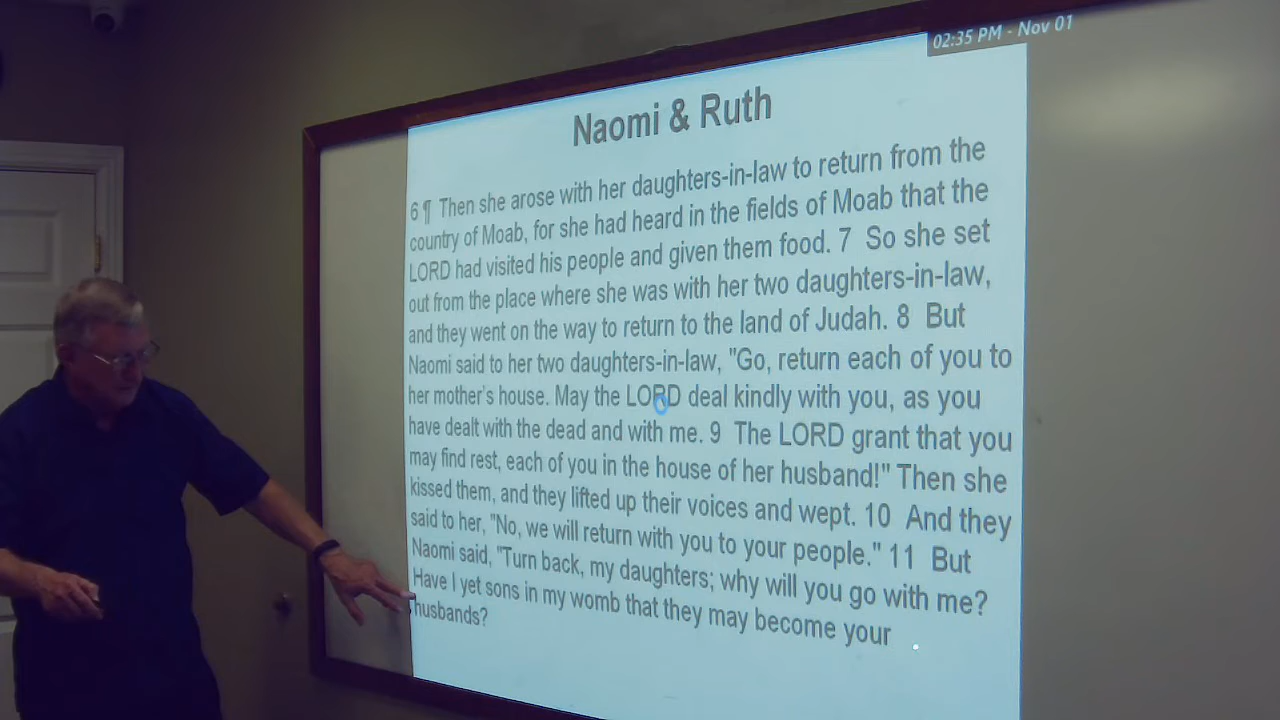 02:35 PM - Nov 01
Naomi & Ruth
6 ¶ Then she arose with her daughters-in-law to return from the
country of Moab, for she had heard in the fields of Moab that the
LORD had visited his people and given them food. 7 So she set
out from the place where she was with her two daughters-in-law,
and they went on the way to return to the land of Judah. 8 But
Naomi said to her two daughters-in-law, "Go, return each of you to
her mother's house. May the LORD deal kindly with you, as you
have dealt with the dead and with me. 9 The LORD grant that you
may find rest, each of you in the house of her husband!" Then she
kissed them, and they lifted up their voices and wept. 10 And they
said to her, "No, we will return with you to your people." 11 But
Naomi said, "Turn back, my daughters; why will you go with me?
Have I yet sons in my womb that they may become your
husbands?